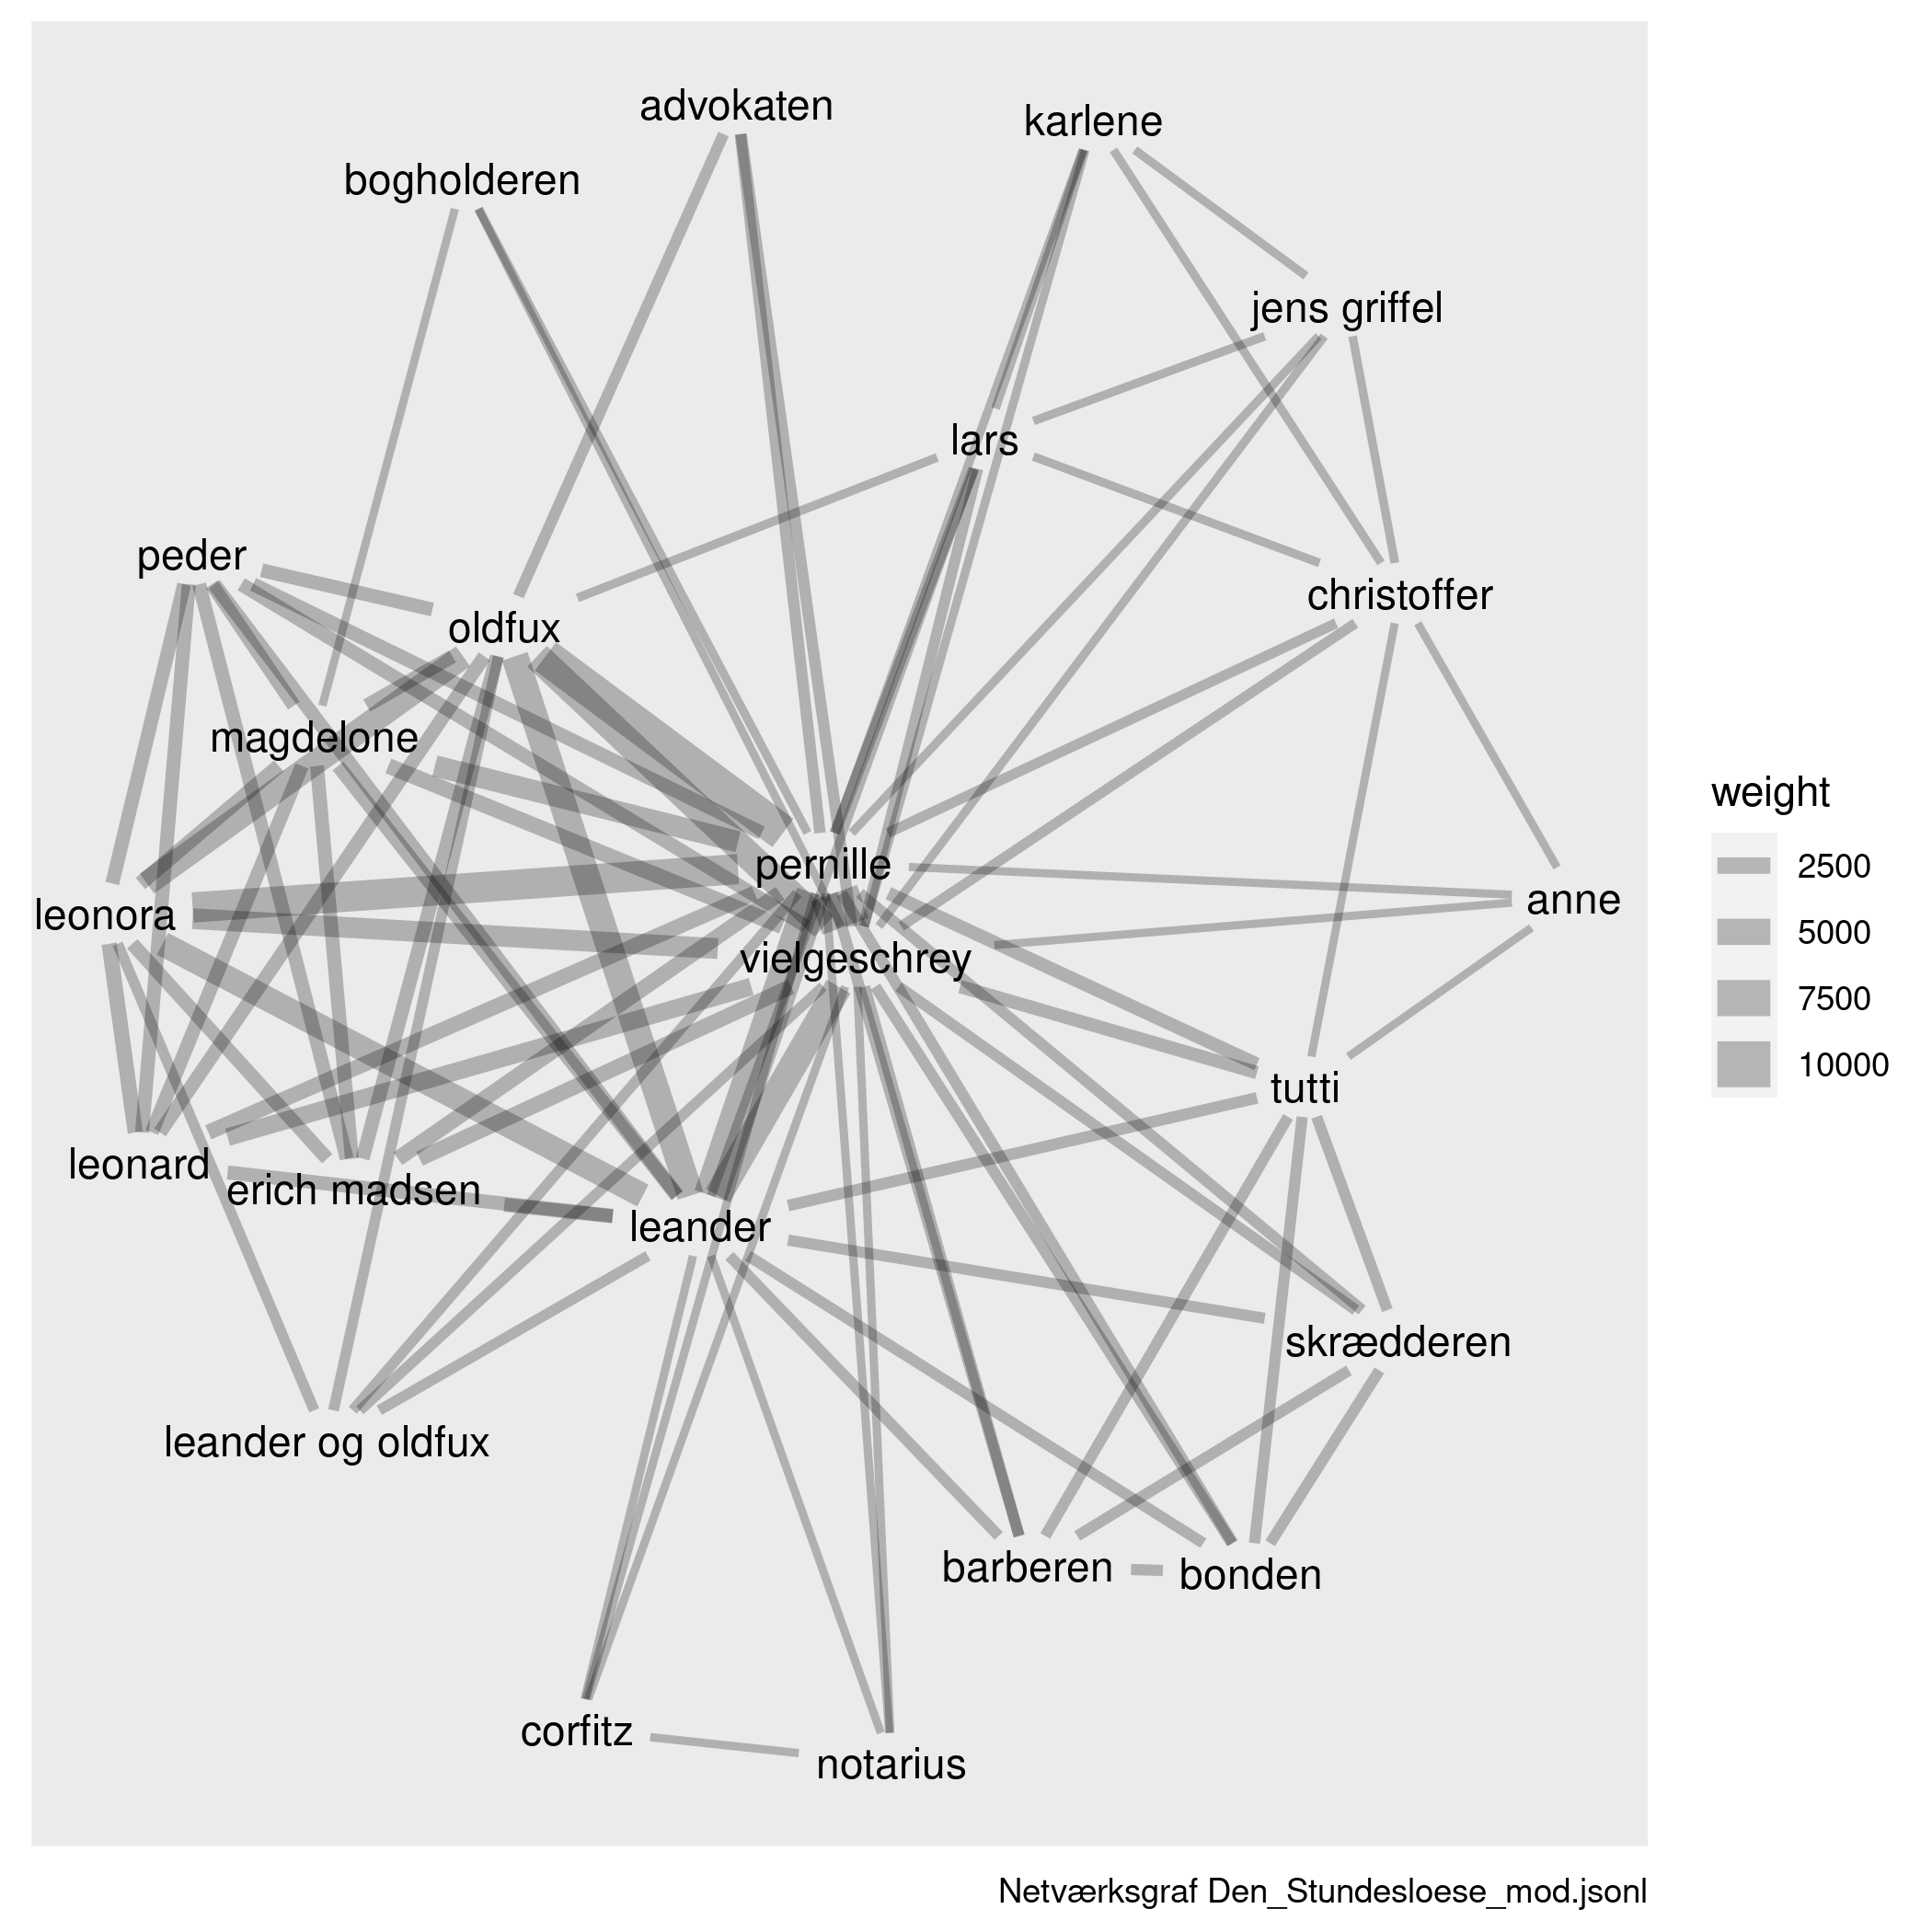 advokaten
karlene
bogholderen
jens griffel
lars
peder
christoffer
oldfux
magdelone
weight
pernille
2500
leonora
anne
5000
vielgeschrey
7500
10000
tutti
leonard
erich madsen
leander
skrædderen
leander og oldfux
barberen
bonden
corfitz
notarius
Netværksgraf Den_Stundesloese_mod.jsonl